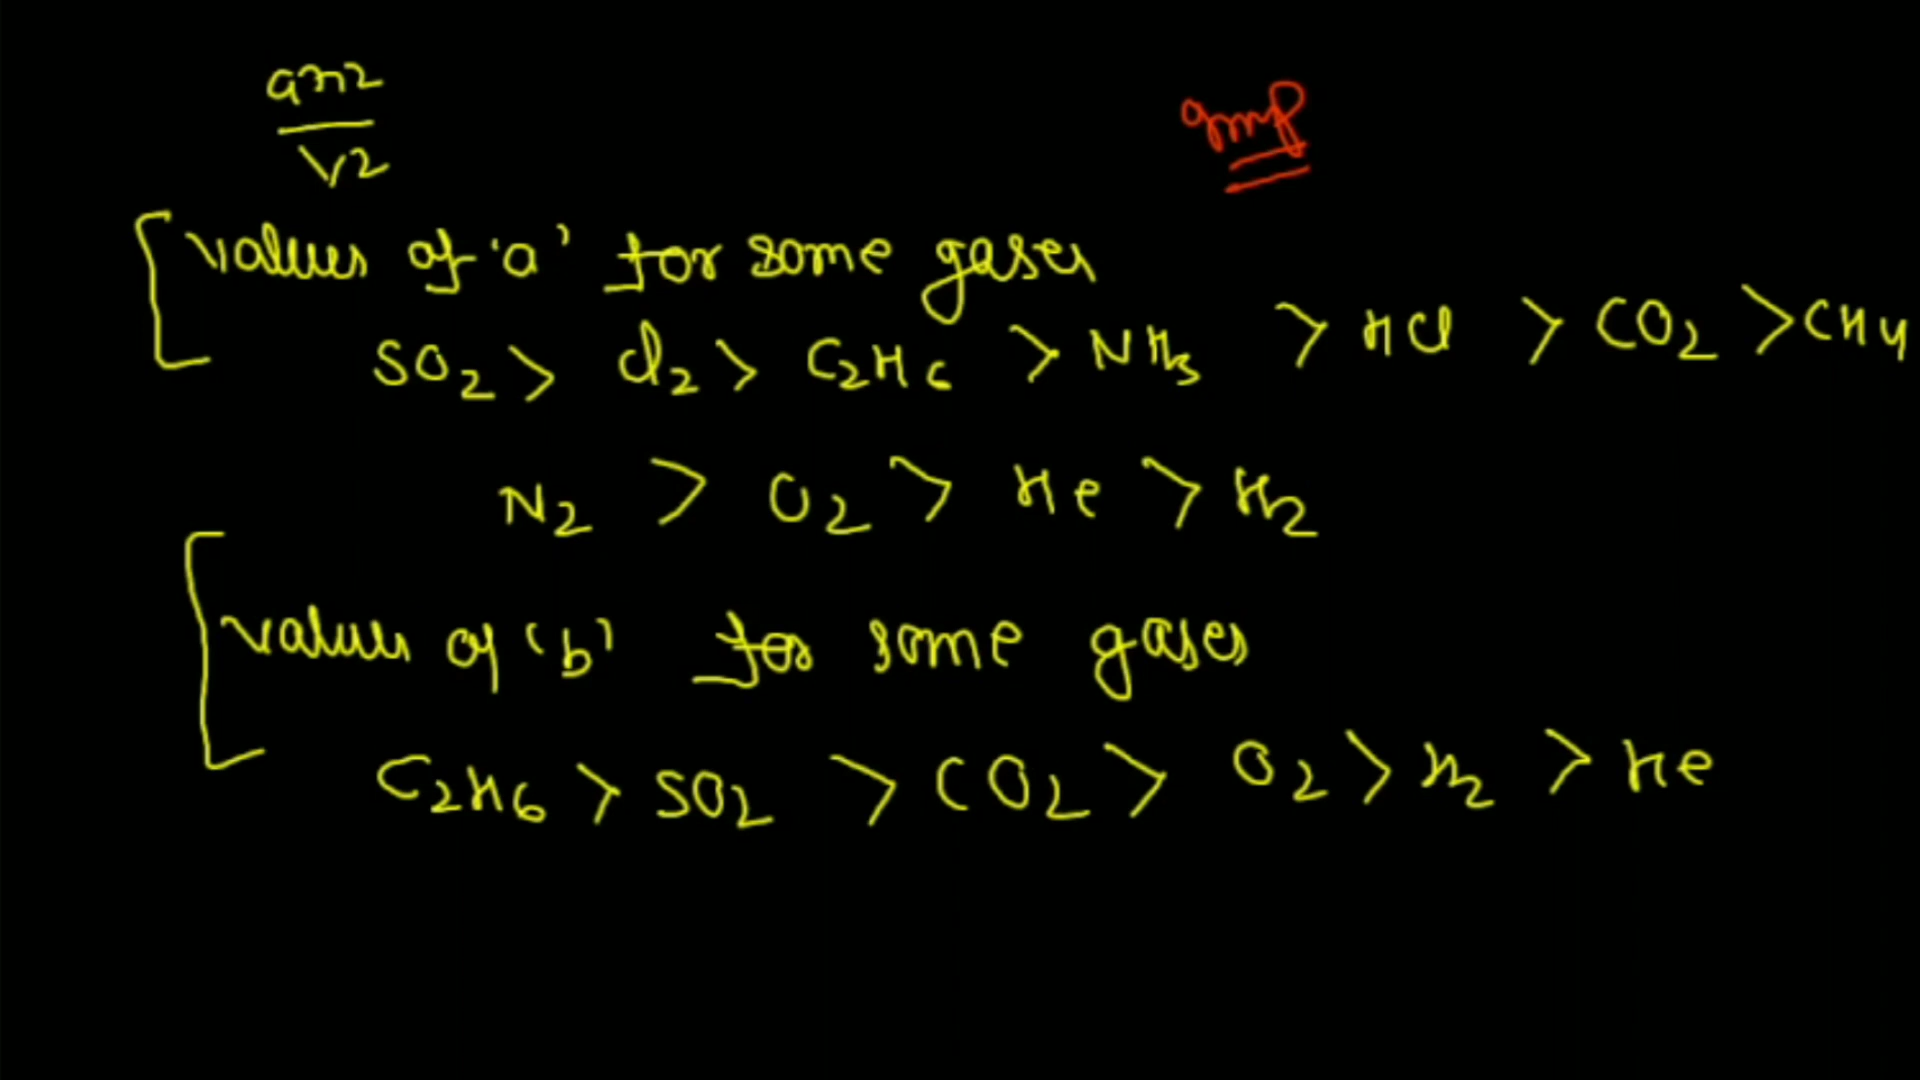 an2
V2
Imp
values of 'a' for some gases
SO2 > Cl2 > C2H6 > NH3 > HCl > CO2 > CH4
N2 > O2 > He > H2
values of 'b' for some gases
C2H6 > SO2 > CO2 > O2 > H2 > He